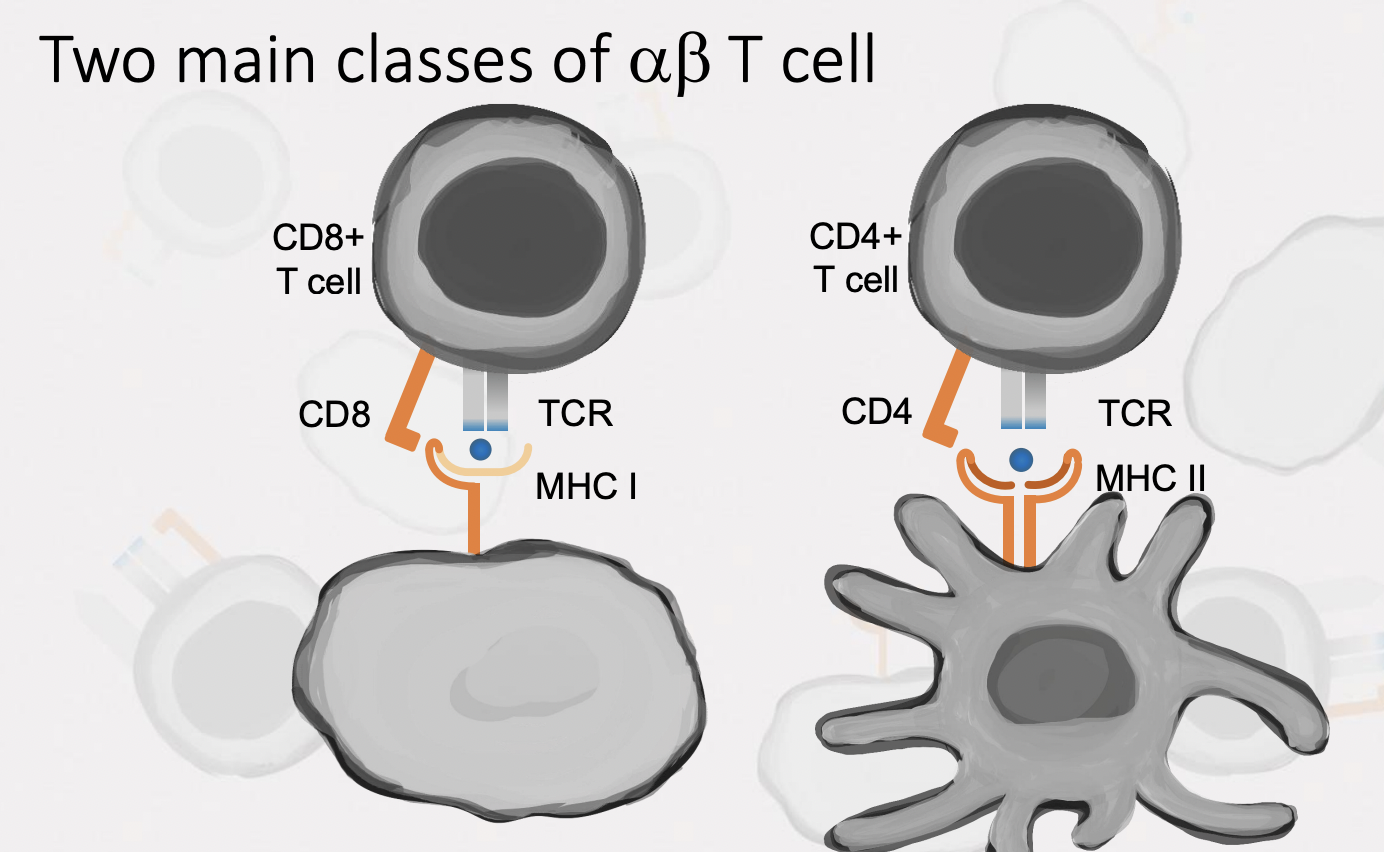 Two main classes of αβ T cell
CD8+
T cell
CD8
TCR
MHC I
CD4+
T cell
CD4
TCR
MHC II